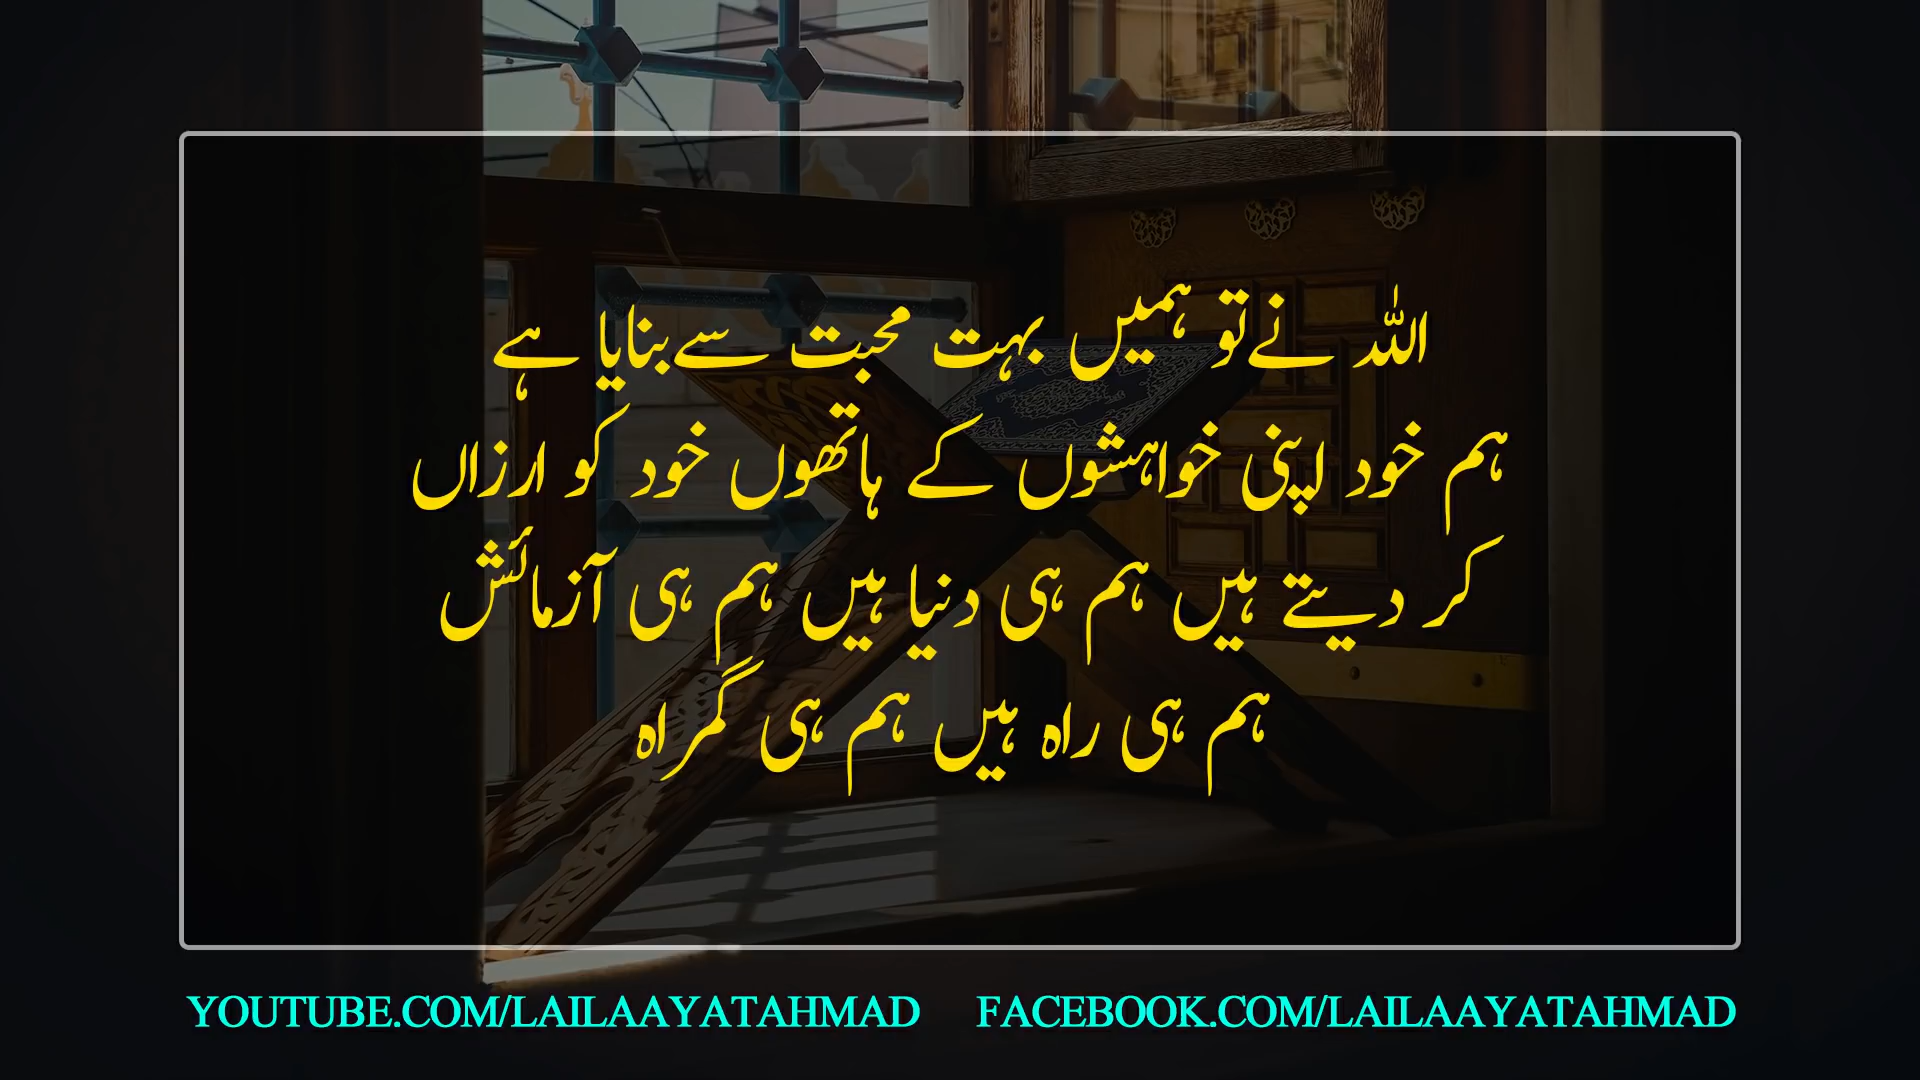 اللہ نے تو ہمیں بہت محبت سے بنایا ہے
ہم خود اپنی خواہشوں کے ہاتھوں خود کو ارزاں
کر دیتے ہیں ہم ہی دنیا ہیں ہم ہی آزمائش
ہم ہی راہ ہیں ہم ہی گمراہ
YOUTUBE.COM/LAILAAYATAHMAD FACEBOOK.COM/LAILAAYATAHMAD